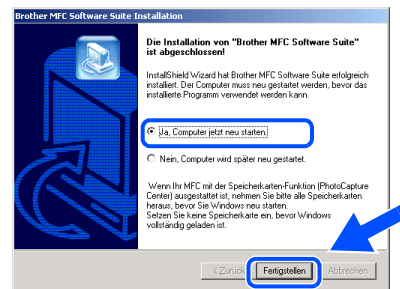 Brother MFC Software Suite Installation
Die Installation von "Brother MFC Software Suite"
ist abgeschlossen!
InstallShield Wizard hat Brother MFC Software Suite erfolgreich
installiert. Der Computer muss neu gestartet werden, bevor das
installierte Programm verwendet werden kann.
Ja, Computer jetzt neu starten.
Nein, Computer wird später neu gestartet.
Wenn Ihr MFC mit der Speicherkarten-Funktion (PhotoCapture
Center) ausgestattet ist, nehmen Sie bitte alle Speicherkarten
heraus, bevor Sie Windows neu starten.
Setzen Sie keine Speicherkarte ein, bevor Windows
vollständig geladen ist.
< Zurück
Fertigstellen
Abbrechen